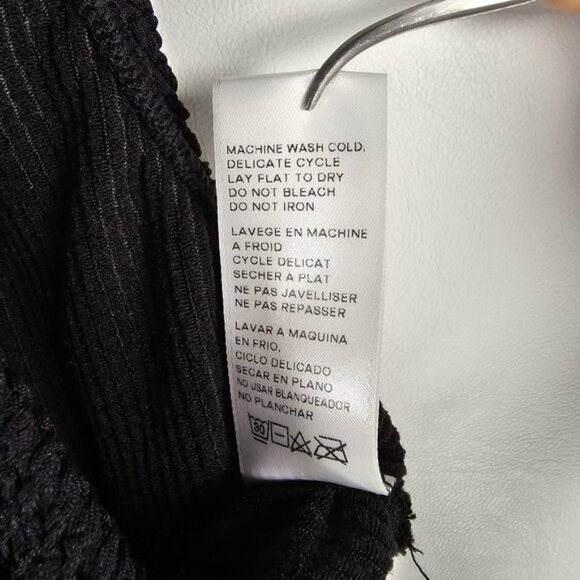 MACHINE WASH COLD,
DELICATE CYCLE
LAY FLAT TO DRY
DO NOT BLEACH
DO NOT IRON
LAVEGE EN MACHINE
A FROID
CYCLE DELICAT
SECHER A PLAT
NE PAS JAVELLISER
NE PAS REPASSER
LAVAR A MAQUINA
EN FRIO,
CICLO DELICADO
SECAR EN PLANO
NO USAR BLANQUEADOR
NO PLANCHAR
30